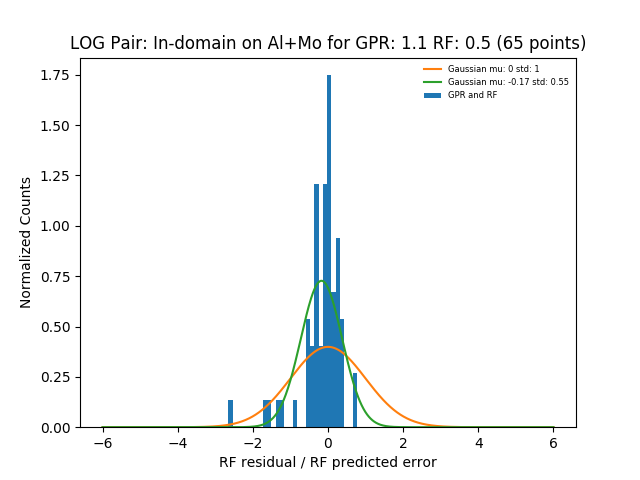 LOG Pair: In-domain on Al+Mo for GPR: 1.1 RF: 0.5 (65 points)
Gaussian mu: 0 std: 1
Gaussian mu: -0.17 std: 0.55
GPR and RF
Normalized Counts
1.75
1.50
1.25
1.00
0.75
0.50
0.25
0.00
−6 −4 −2 0 2 4 6
RF residual / RF predicted error